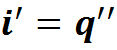 i′ = q′′